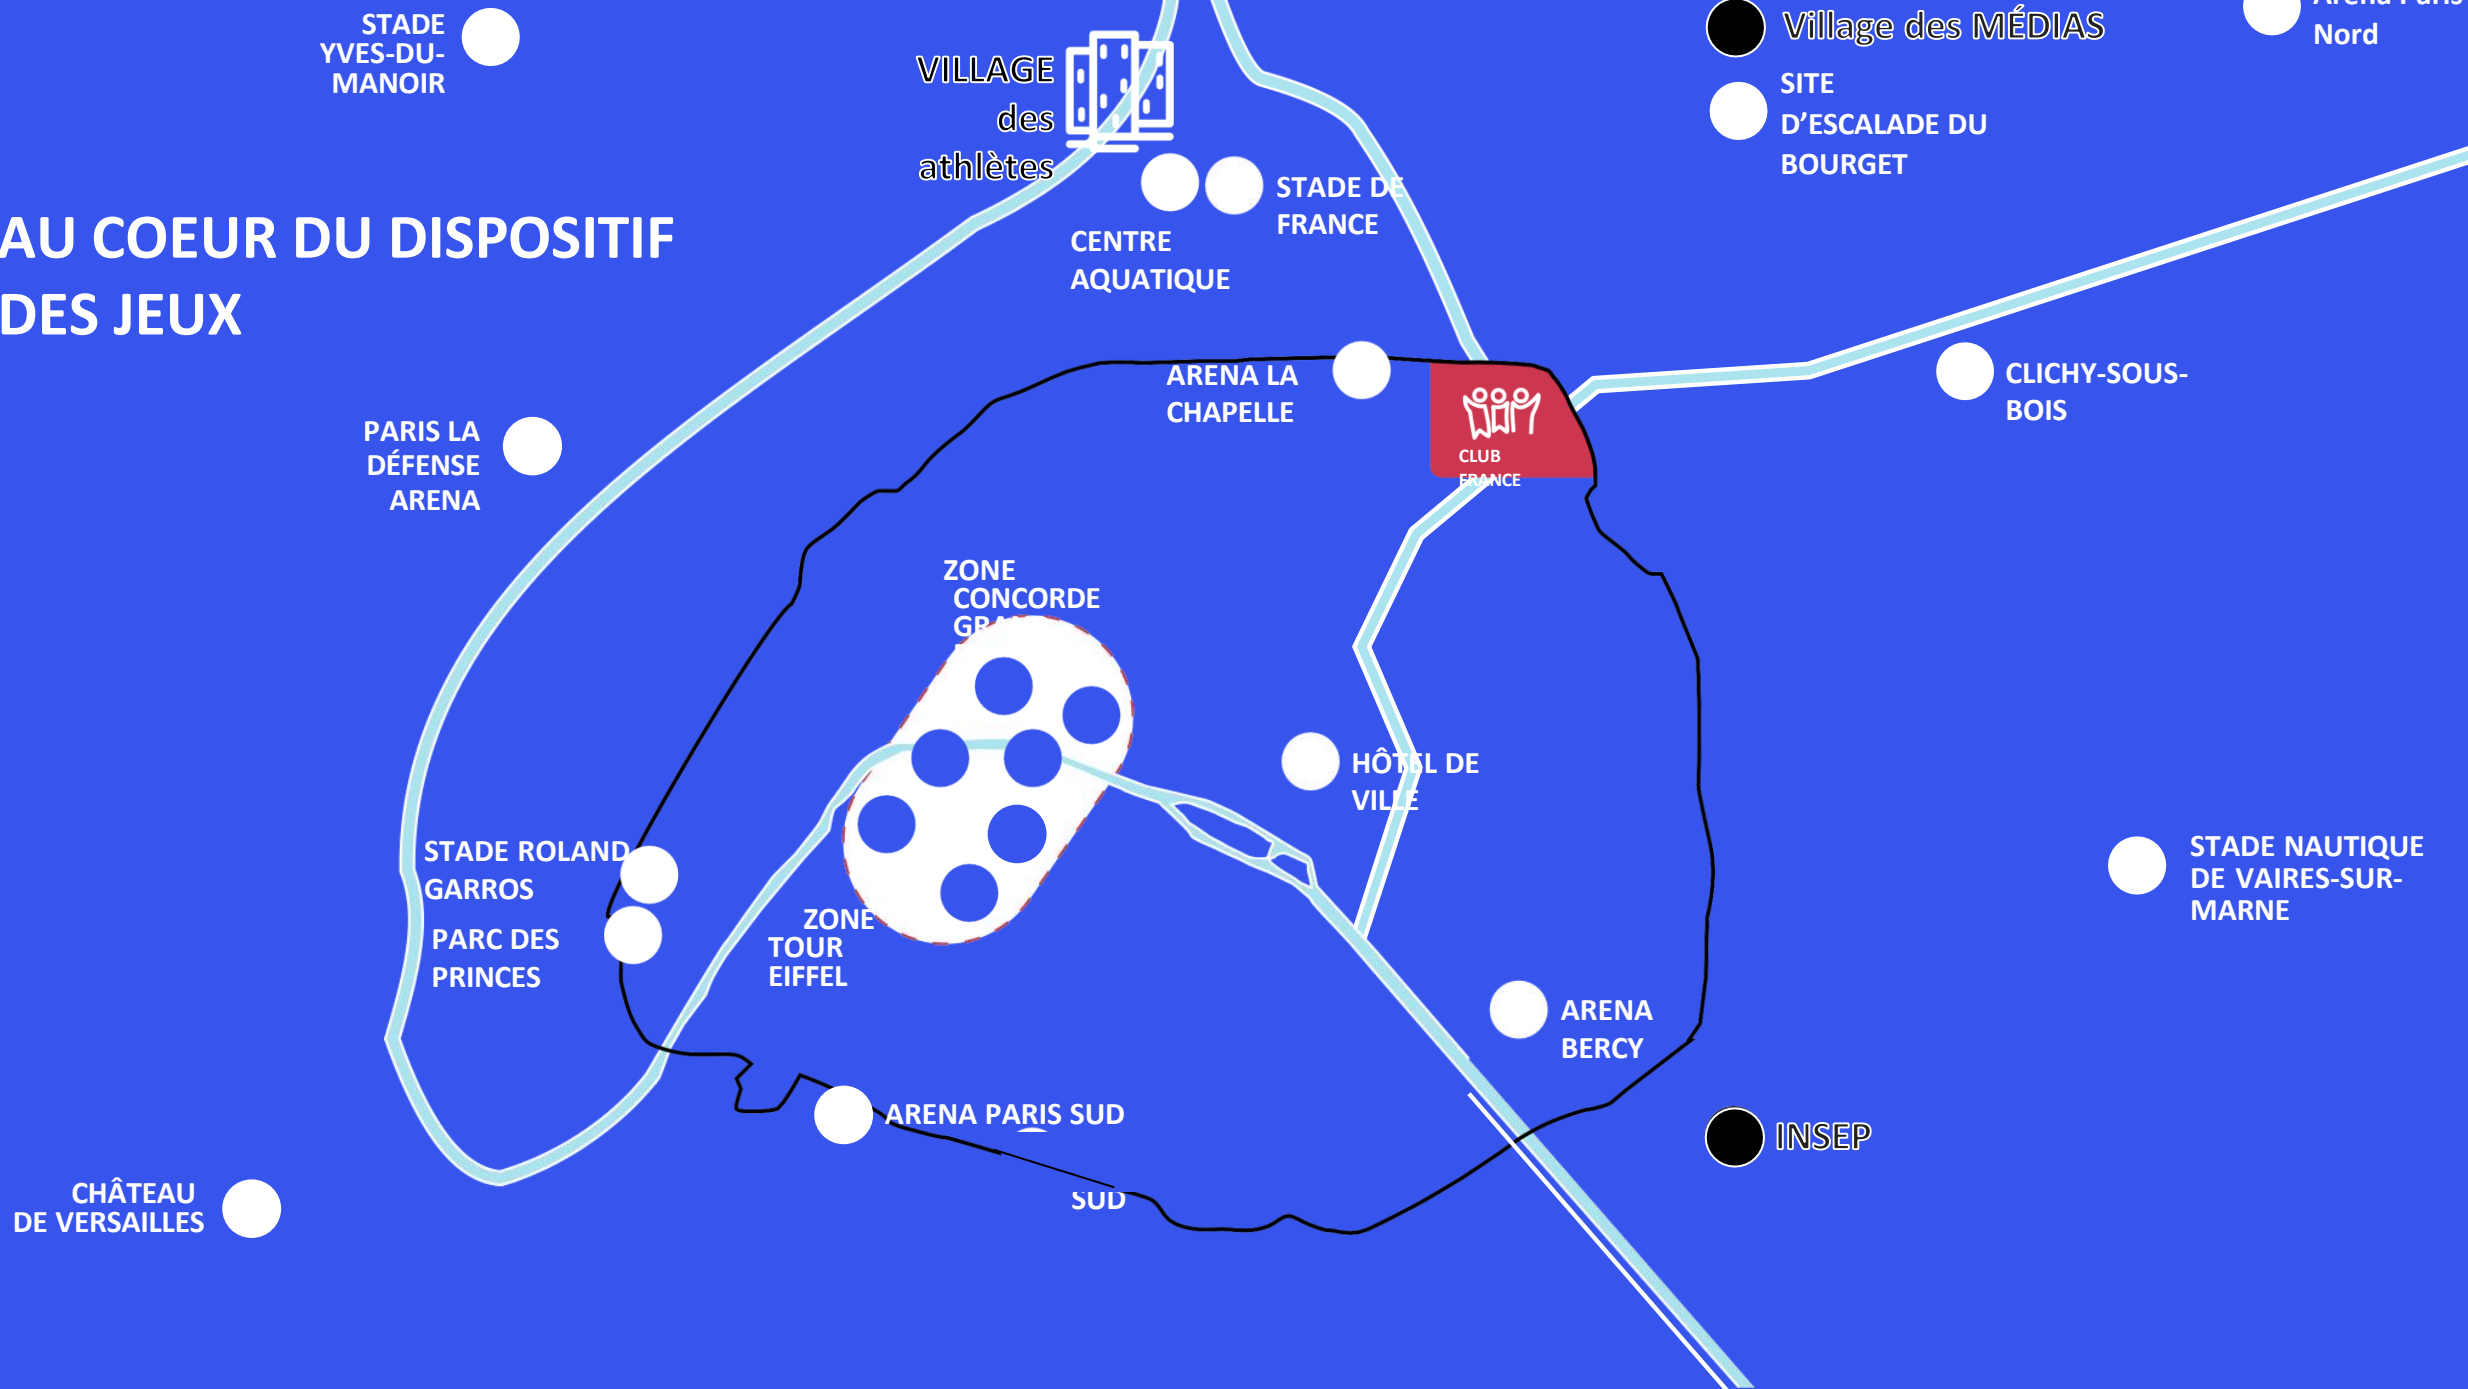 STADE
YVES-DU-
MANOIR
VILLAGE
des
athlètes
Village des MÉDIAS
Nord
SITE
D’ESCALADE DU
BOURGET
AU COEUR DU DISPOSITIF
DES JEUX
STADE DE
FRANCE
CENTRE
AQUATIQUE
ARENA LA
CHAPELLE
CLUB
FRANCE
CLICHY-SOUS-
BOIS
PARIS LA
DÉFENSE
ARENA
ZONE
CONCORDE
HÔTEL DE
VILLE
STADE ROLAND
GARROS
PARC DES
PRINCES
ZONE
TOUR
EIFFEL
STADE NAUTIQUE
DE VAIRES-SUR-
MARNE
ARENA
BERCY
ARENA PARIS SUD
SUD
INSEP
CHÂTEAU
DE VERSAILLES